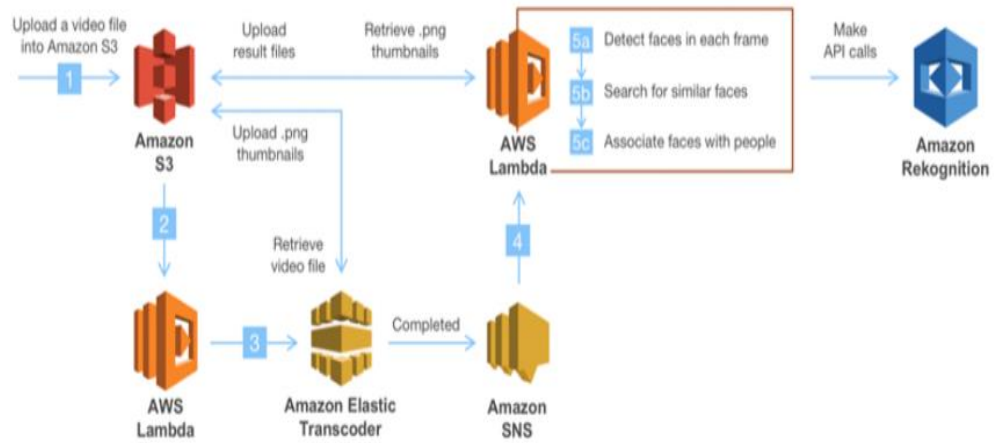 Upload a video file
into Amazon S3
1
Amazon
S3
Upload
result files
Retrieve .png
thumbnails
Upload .png
thumbnails
AWS
Lambda
5a
Detect faces in each frame
5b
Search for similar faces
5c
Associate faces with people
Make
API calls
Amazon
Rekognition
2
4
Retrieve
video file
AWS
Lambda
3
Amazon Elastic
Transcoder
Completed
Amazon
SNS